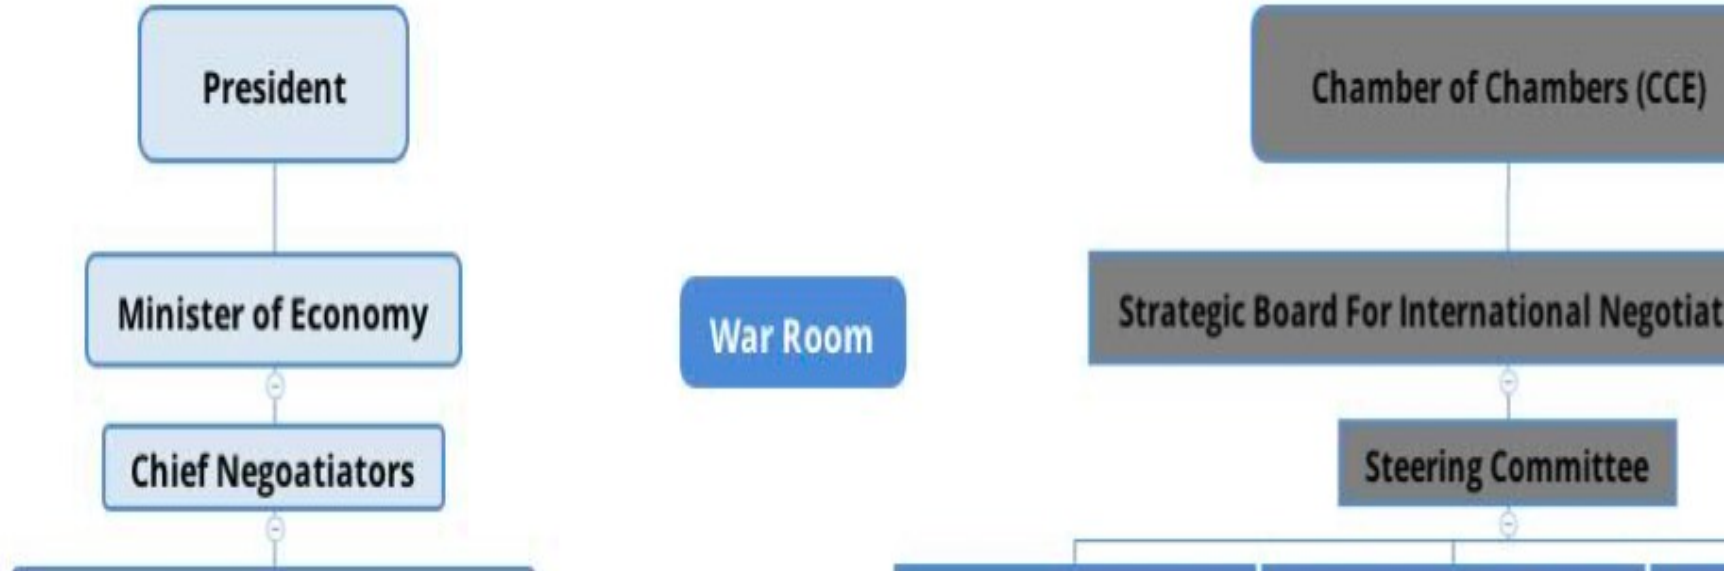 President
Chamber of Chambers (CCE)
Minister of Economy
War Room
Strategic Board For International Negotiat
Chief Negoatiators
Steering Committee